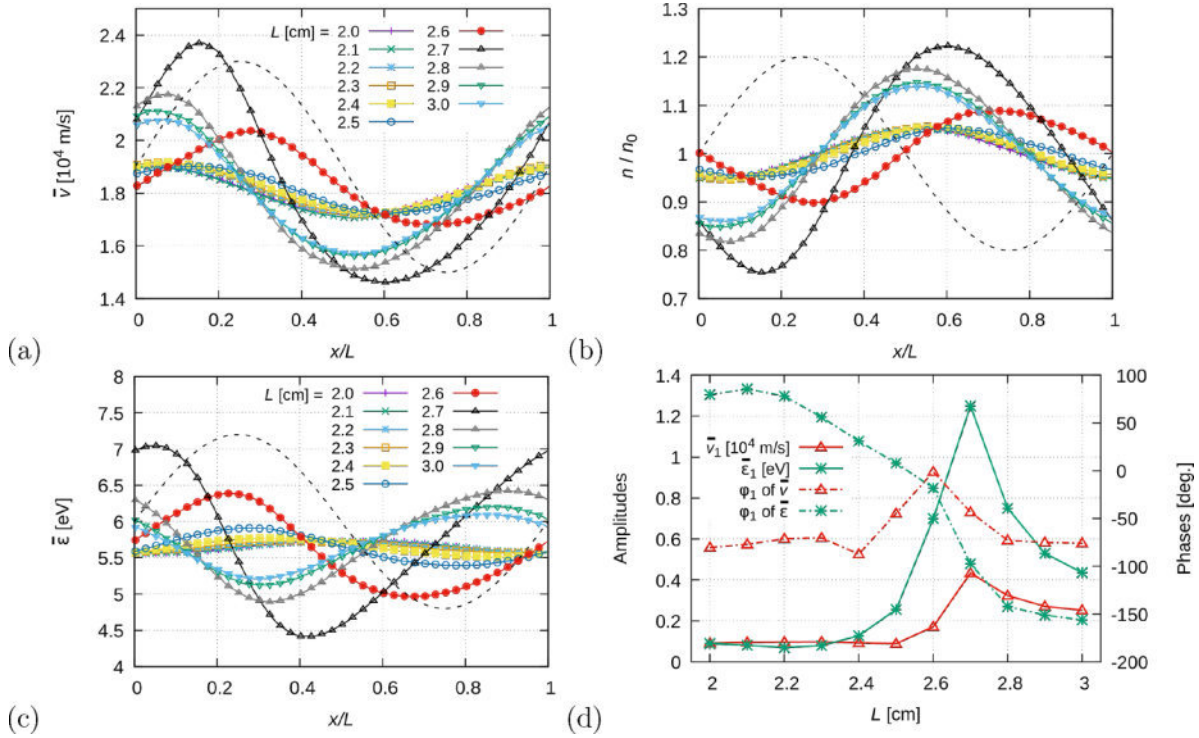 2.4
2.2
2
1.8
1.6
1.4
v̄ [10⁴ m/s]
L [cm] = 2.0 2.6
2.1 2.7
2.2 2.8
2.3 2.9
2.4 3.0
2.5
0 0.2 0.4 0.6 0.8 1
(a) x/L
1.3
1.2
1.1
1
0.9
0.8
0.7
n / n₀
0 0.2 0.4 0.6 0.8 1
(b) x/L
8
7.5
7
6.5
6
5.5
5
4.5
4
ε̄ [eV]
L [cm] = 2.0 2.6
2.1 2.7
2.2 2.8
2.3 2.9
2.4 3.0
2.5
0 0.2 0.4 0.6 0.8 1
(c) x/L
1.4
1.2
1
0.8
0.6
0.4
0.2
0
Amplitudes
v̄₁ [10⁴ m/s]
ε̄₁ [eV]
φ₁ of v̄
φ₁ of ε̄
100
50
0
-50
-100
-150
-200
Phases [deg.]
2 2.2 2.4 2.6 2.8 3
(d) L [cm]